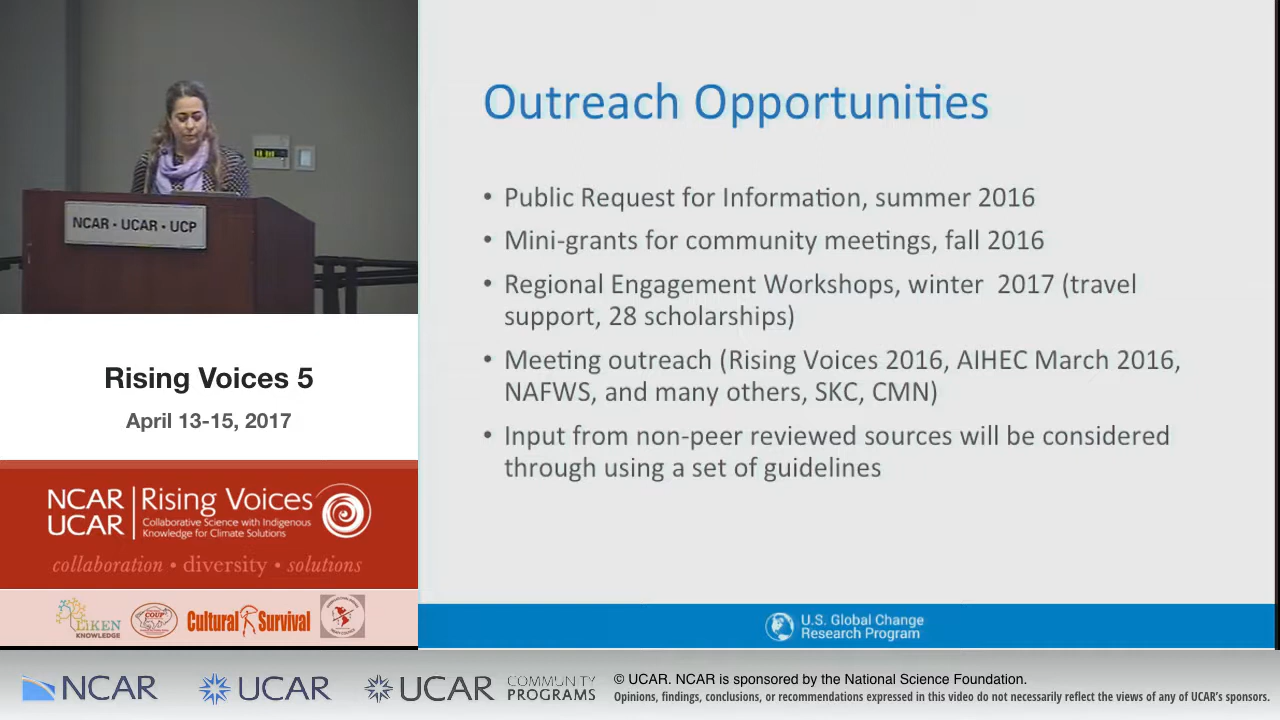 Outreach Opportunities
• Public Request for Information, summer 2016
• Mini-grants for community meetings, fall 2016
• Regional Engagement Workshops, winter 2017 (travel
support, 28 scholarships)
• Meeting outreach (Rising Voices 2016, AIHEC March 2016,
NAFWS, and many others, SKC, CMN)
• Input from non-peer reviewed sources will be considered
through using a set of guidelines
U.S. Global Change
Research Program
NCAR • UCAR • UCP
Rising Voices 5
April 13-15, 2017
NCAR
UCAR
Rising Voices
Collaborative Science with Indigenous
Knowledge for Climate Solutions
collaboration • diversity • solutions
LiKEN
KNOWLEDGE
Cultural Survival
NCAR
UCAR
UCAR
COMMUNITY
PROGRAMS
© UCAR. NCAR is sponsored by the National Science Foundation.
Opinions, findings, conclusions, or recommendations expressed in this video do not necessarily reflect the views of any of UCAR's sponsors.